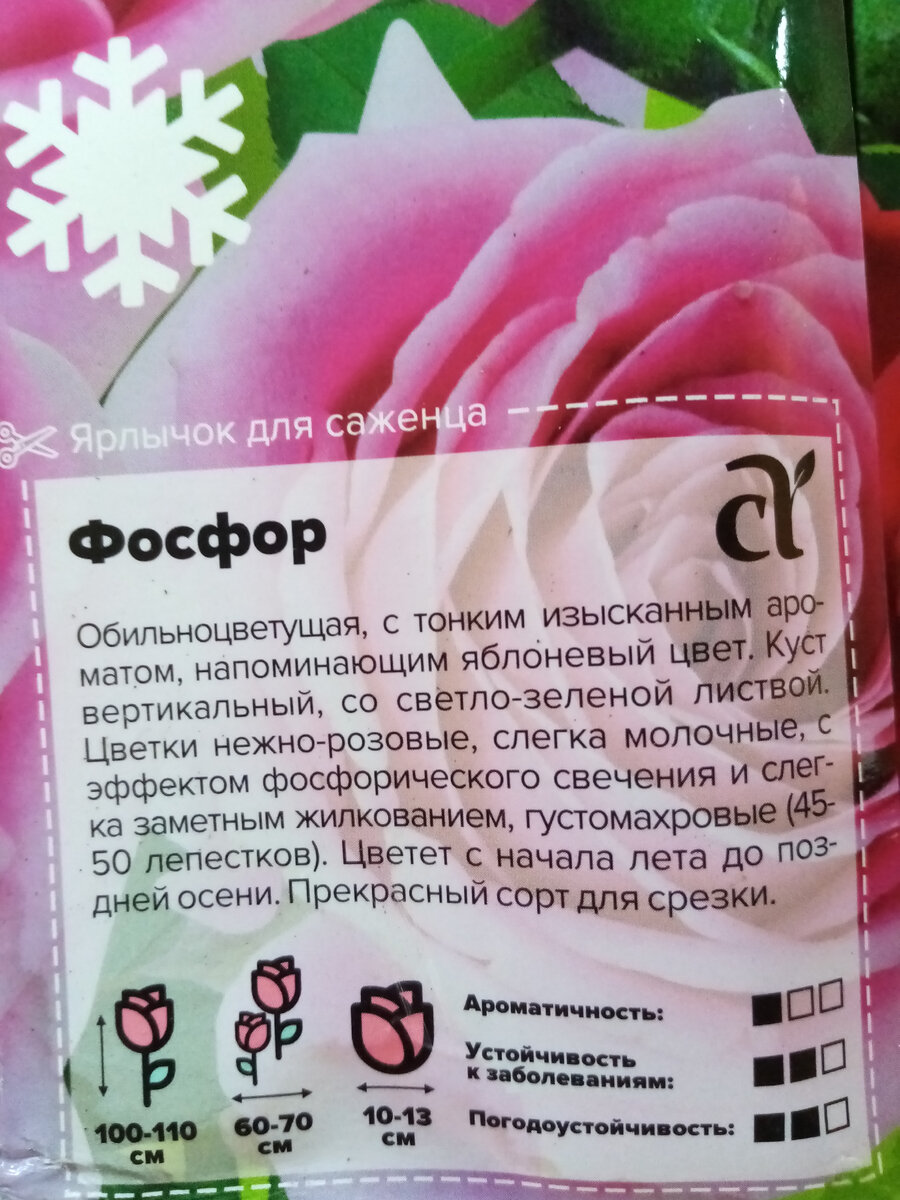 Ярлычок для саженца
Фосфор
Обильноцветущая, с тонким изысканным аро-
матом, напоминающим яблоневый цвет. Куст
вертикальный, со светло-зеленой листвой.
Цветки нежно-розовые, слегка молочные, с
эффектом фосфорического свечения и слег-
ка заметным жилкованием, густомахровые (45-
50 лепестков). Цветет с начала лета до поз-
дней осени. Прекрасный сорт для срезки.
Ароматичность:
Устойчивость
к заболеваниям:
Погодоустойчивость:
100-110
см
60-70
см
10-13
см